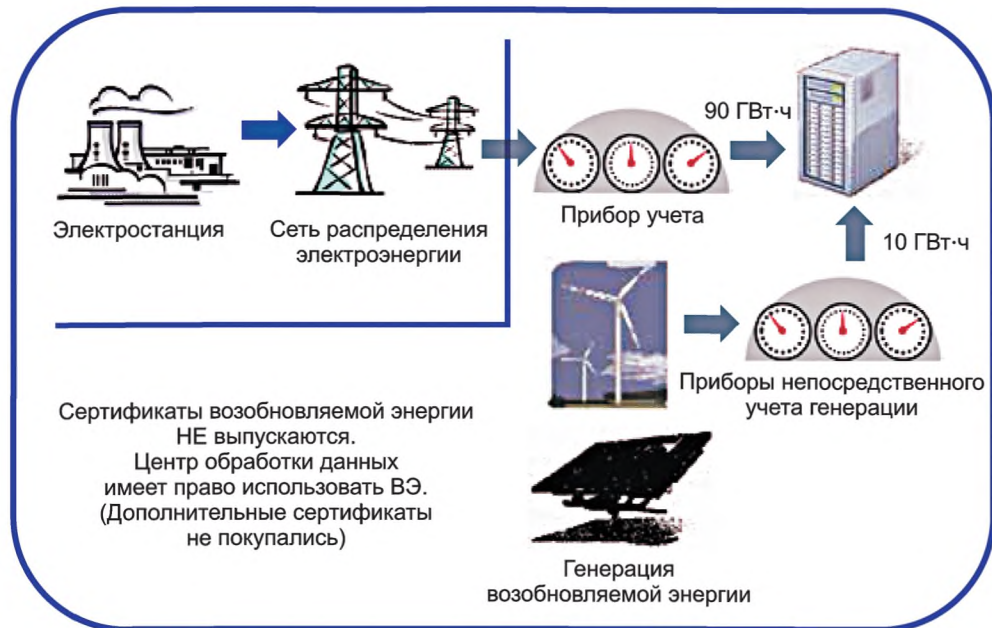 90 ГВт·ч
Электростанция
Сеть распределения
электроэнергии
Прибор учета
10 ГВт·ч
Приборы непосредственного
учета генерации
Сертификаты возобновляемой энергии
НЕ выпускаются.
Центр обработки данных
имеет право использовать ВЭ.
(Дополнительные сертификаты
не покупались)
Генерация
возобновляемой энергии